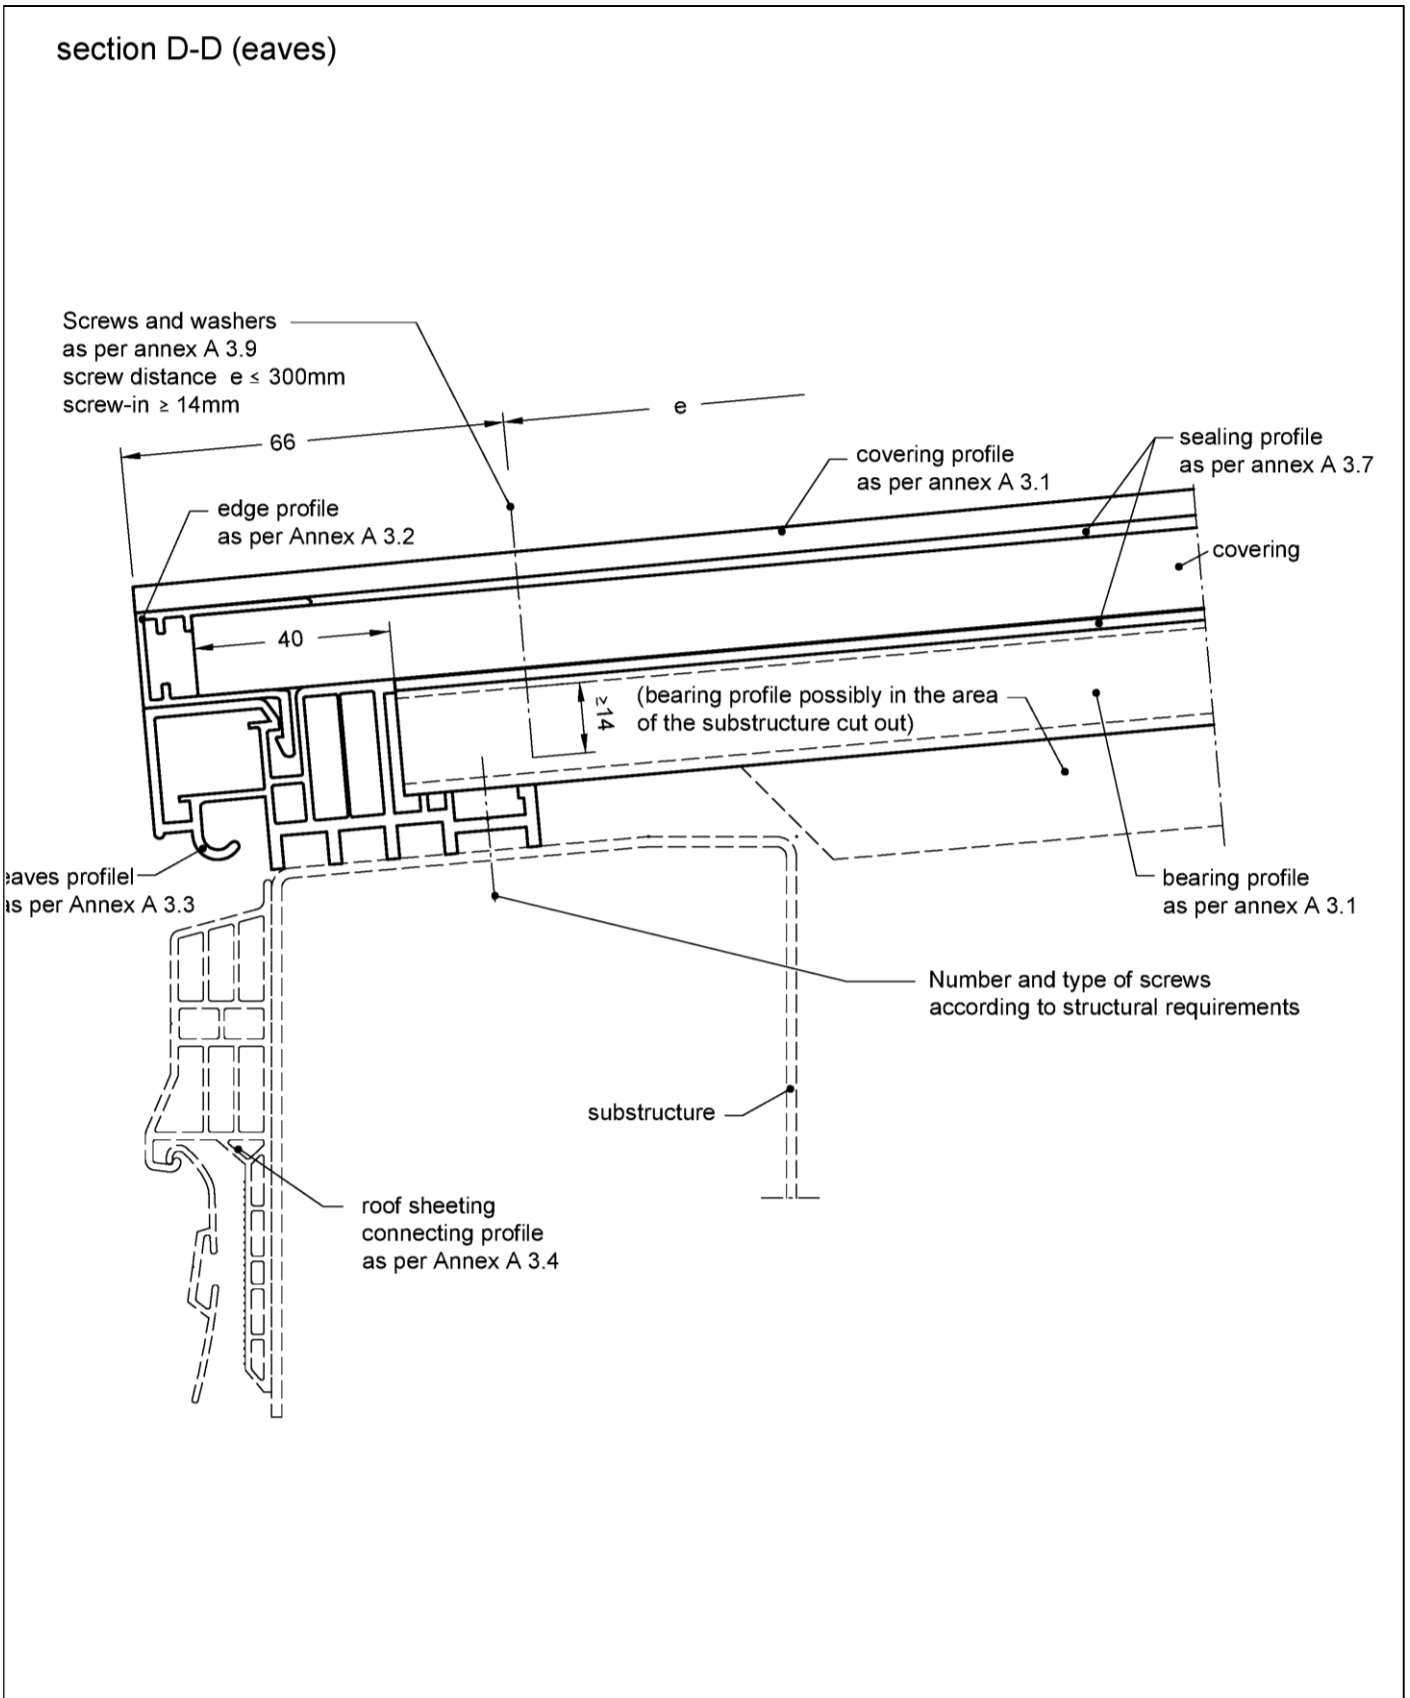 section D-D (eaves)
Screws and washers
as per annex A 3.9
screw distance e ≤ 300mm
screw-in ≥ 14mm
e
66
covering profile
as per annex A 3.1
sealing profile
as per annex A 3.7
edge profile
as per Annex A 3.2
covering
40
≥14
(bearing profile possibly in the area
of the substructure cut out)
eaves profilel
as per Annex A 3.3
bearing profile
as per annex A 3.1
Number and type of screws
according to structural requirements
substructure
roof sheeting
connecting profile
as per Annex A 3.4